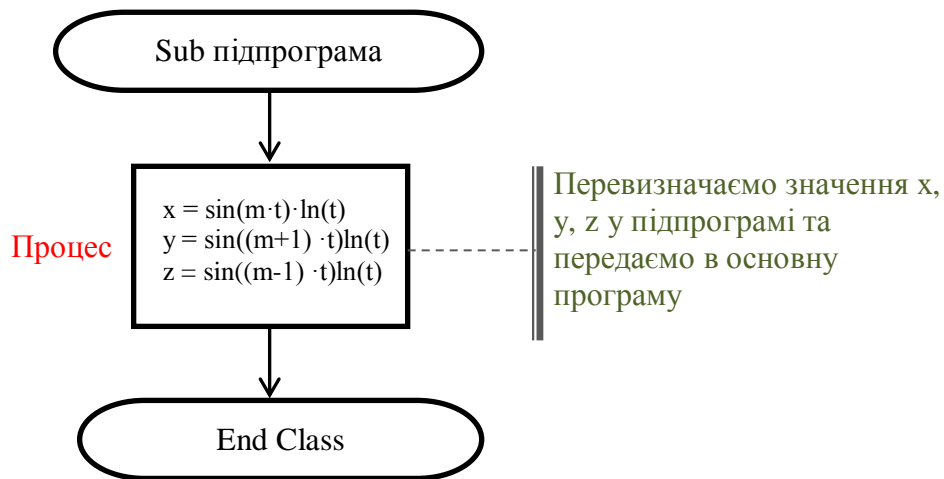 Sub підпрограма
Процес
x = sin(m·t)·ln(t)
y = sin((m+1) ·t)ln(t)
z = sin((m-1) ·t)ln(t)
Перевизначаємо значення x,
y, z у підпрограмі та
передаємо в основну
програму
End Class